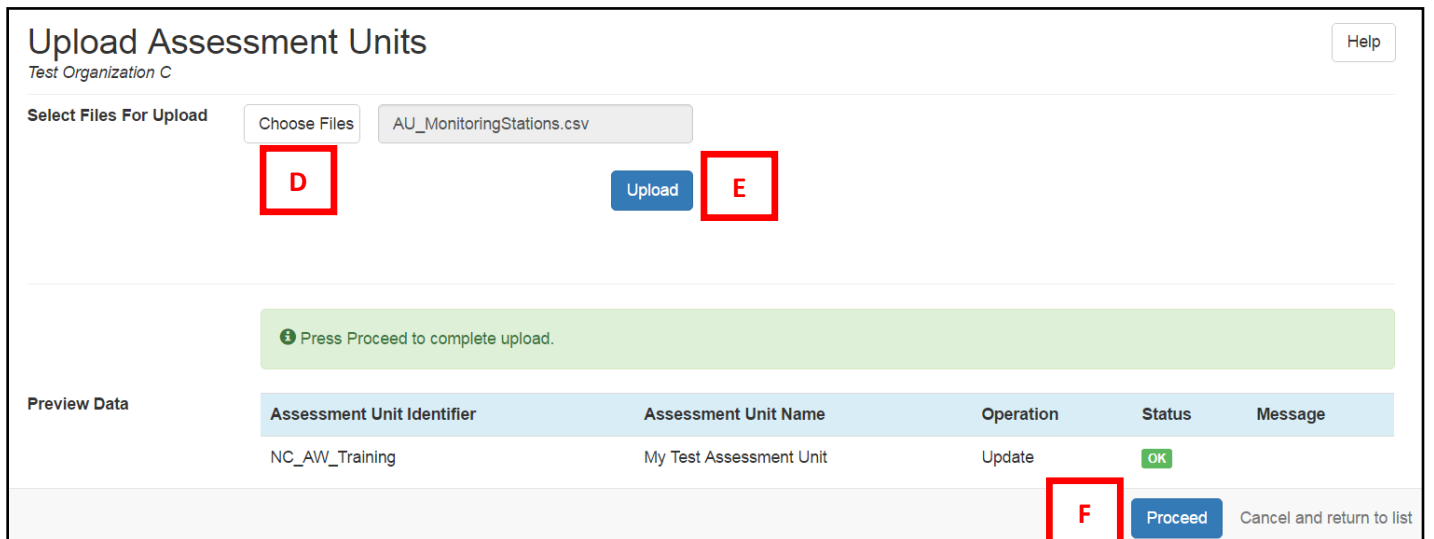 Upload Assessment Units
Help
Test Organization C
Select Files For Upload
Choose Files
AU_MonitoringStations.csv
D
Upload
E
Press Proceed to complete upload.
Preview Data
Assessment Unit Identifier Assessment Unit Name Operation Status Message
NC_AW_Training My Test Assessment Unit Update OK
F
Proceed
Cancel and return to list